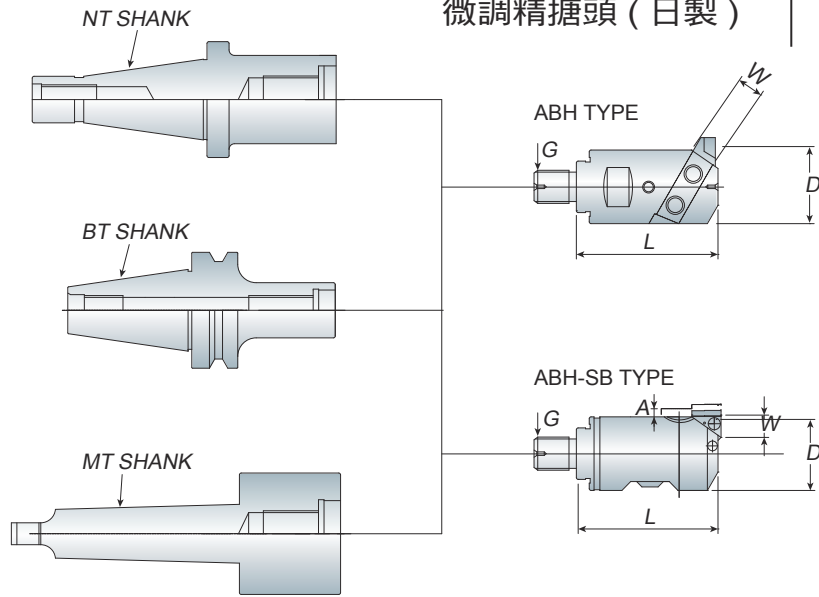 微調精搪頭（日製）
NT SHANK
ABH TYPE
W
G
D
L
BT SHANK
ABH-SB TYPE
A
G
W
D
MT SHANK
L